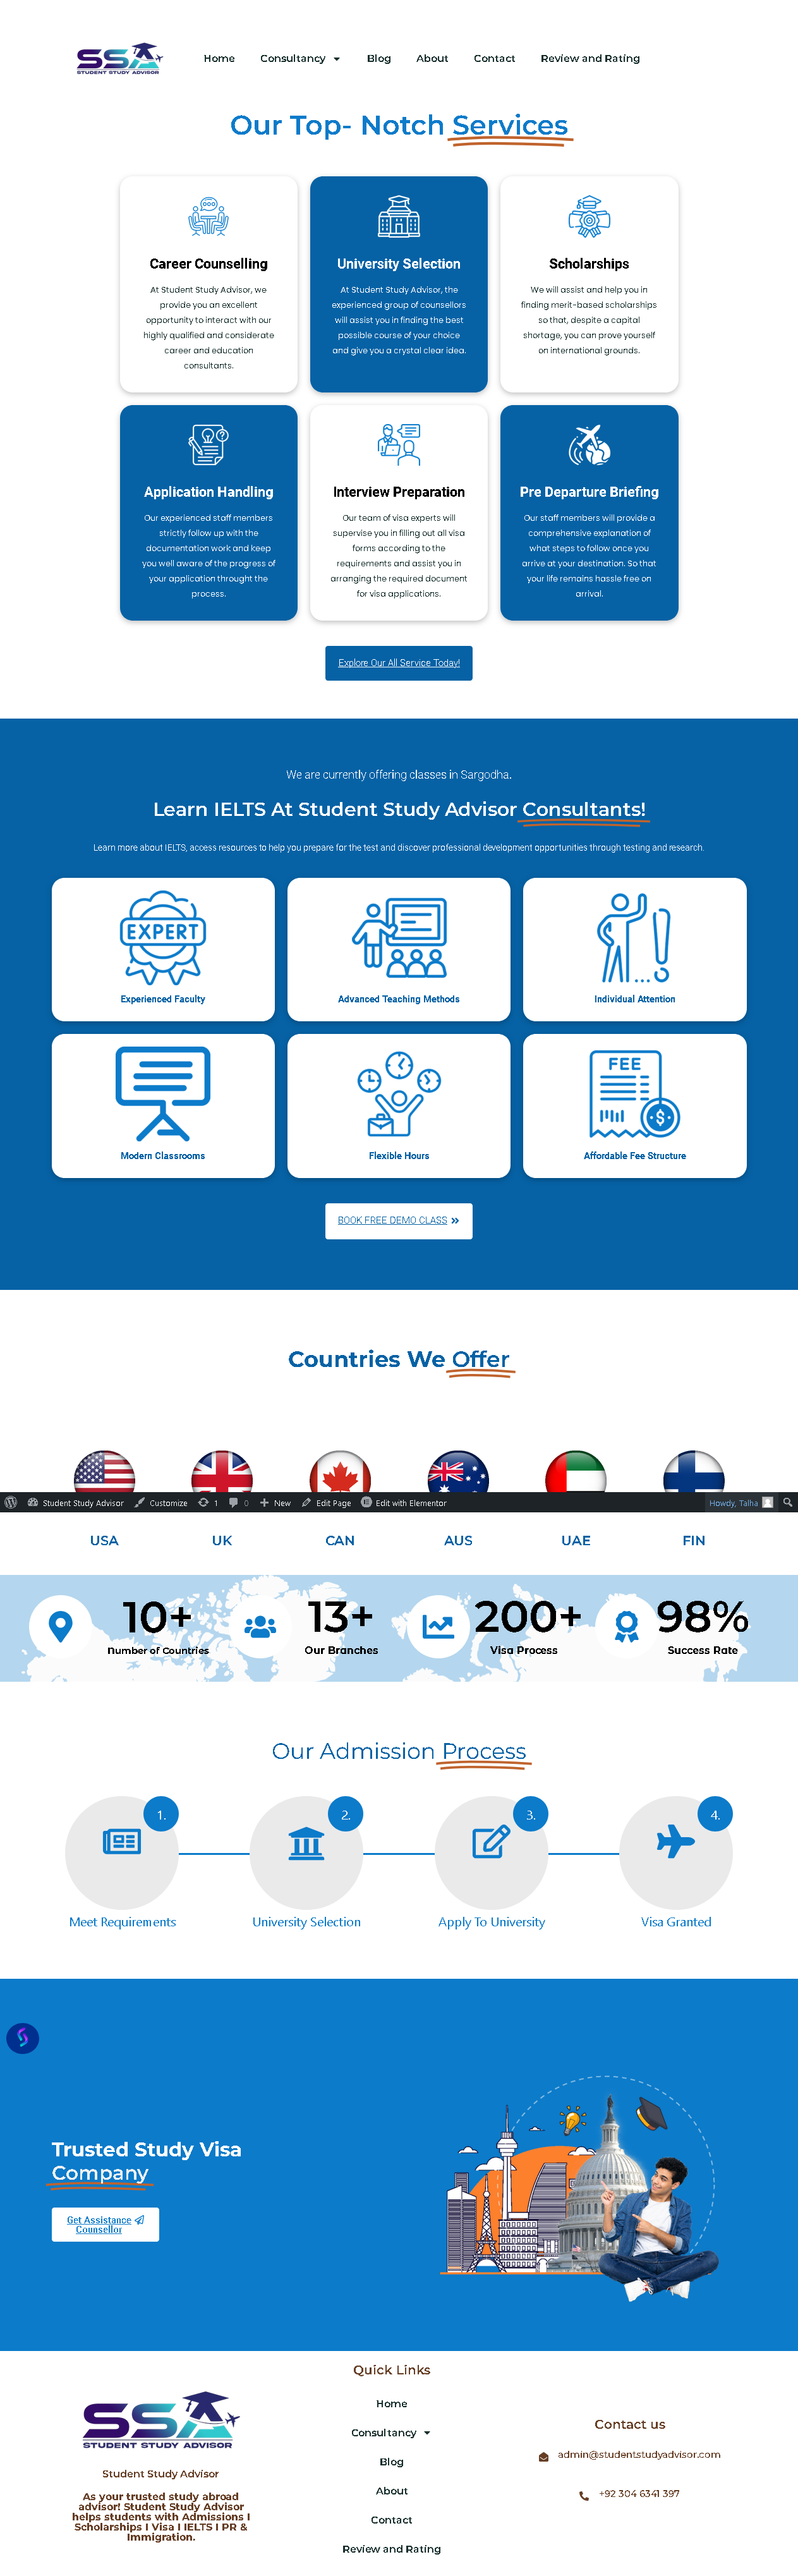 SSA
STUDENT STUDY ADVISOR
Home Consultancy Blog About Contact Review and Rating
Our Top- Notch Services
Career Counselling
At Student Study Advisor, we
provide you an excellent
opportunity to interact with our
highly qualified and considerate
career and education
consultants.
University Selection
At Student Study Advisor, the
experienced group of counsellors
will assist you in finding the best
possible course of your choice
and give you a crystal clear idea.
Scholarships
We will assist and help you in
finding merit-based scholarships
so that, despite a capital
shortage, you can prove yourself
on international grounds.
Application Handling
Our experienced staff members
strictly follow up with the
documentation work and keep
you well aware of the progress of
your application throught the
process.
Interview Preparation
Our team of visa experts will
supervise you in filling out all visa
forms according to the
requirements and assist you in
arranging the required document
for visa applications.
Pre Departure Briefing
Our staff members will provide a
comprehensive explanation of
what steps to follow once you
arrive at your destination. So that
your life remains hassle free on
arrival.
Explore Our All Service Today!
We are currently offering classes in Sargodha.
Learn IELTS At Student Study Advisor Consultants!
Learn more about IELTS, access resources to help you prepare for the test and discover professional development opportunities through testing and research.
EXPERT
Experienced Faculty
Advanced Teaching Methods
Individual Attention
Modern Classrooms
Flexible Hours
FEE
$
Affordable Fee Structure
BOOK FREE DEMO CLASS
Countries We Offer
Student Study Advisor Customize 1 0 New Edit Page Edit with Elementor Howdy, Talha
USA UK CAN AUS UAE FIN
10+
Number of Countries
13+
Our Branches
200+
Visa Process
98%
Success Rate
Our Admission Process
1. 2. 3. 4.
Meet Requirements University Selection Apply To University Visa Granted
Trusted Study Visa
Company
Get Assistance
Counsellor
SSA
STUDENT STUDY ADVISOR
Student Study Advisor
As your trusted study abroad
advisor! Student Study Advisor
helps students with Admissions I
Scholarships I Visa I IELTS I PR &
Immigration.
Quick Links
Home
Consultancy
Blog
About
Contact
Review and Rating
Contact us
admin@studentstudyadvisor.com
+92 304 6341 397